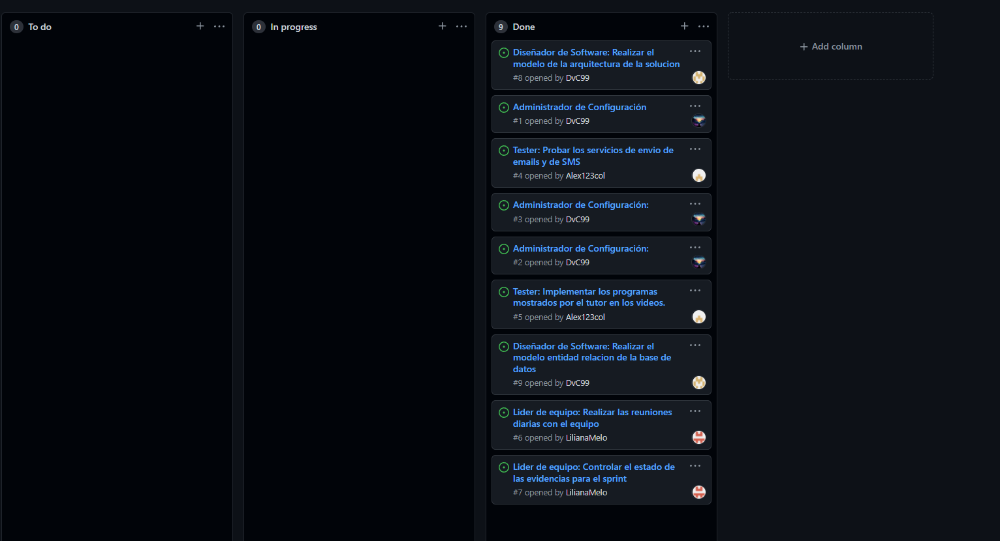 0 To do
0 In progress
9 Done
Diseñador de Software: Realizar el
modelo de la arquitectura de la solucion
#8 opened by DvC99
Administrador de Configuración
#1 opened by DvC99
Tester: Probar los servicios de envio de
emails y de SMS
#4 opened by Alex123col
Administrador de Configuración:
#3 opened by DvC99
Administrador de Configuración:
#2 opened by DvC99
Tester: Implementar los programas
mostrados por el tutor en los videos.
#5 opened by Alex123col
Diseñador de Software: Realizar el
modelo entidad relacion de la base de
datos
#9 opened by DvC99
Lider de equipo: Realizar las reuniones
diarias con el equipo
#6 opened by LilianaMelo
Lider de equipo: Controlar el estado de
las evidencias para el sprint
#7 opened by LilianaMelo
+ Add column